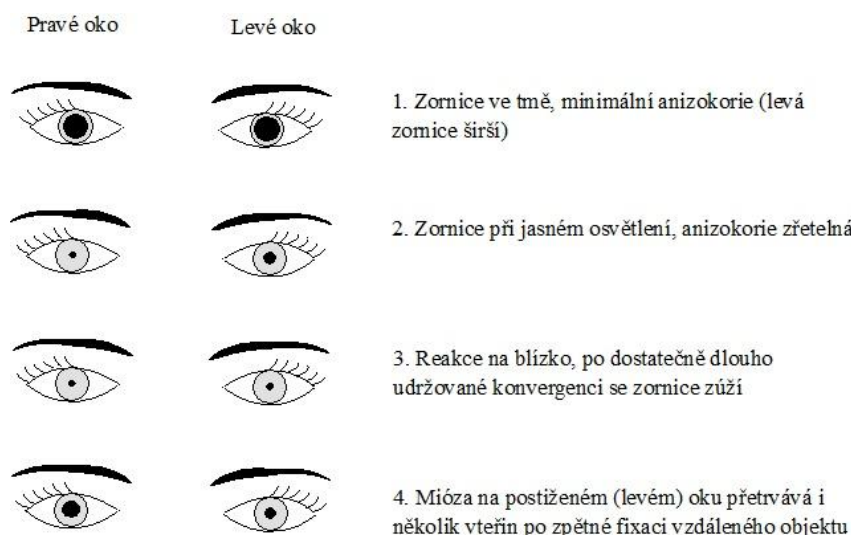 Pravé oko
Levé oko
1. Zornice ve tmě, minimální anizokorie (levá
zornice širší)
2. Zornice při jasném osvětlení, anizokorie zřetelná
3. Reakce na blízko, po dostatečně dlouho
udržované konvergenci se zornice zúží
4. Mióza na postiženém (levém) oku přetrvává i
několik vteřin po zpětné fixaci vzdáleného objektu